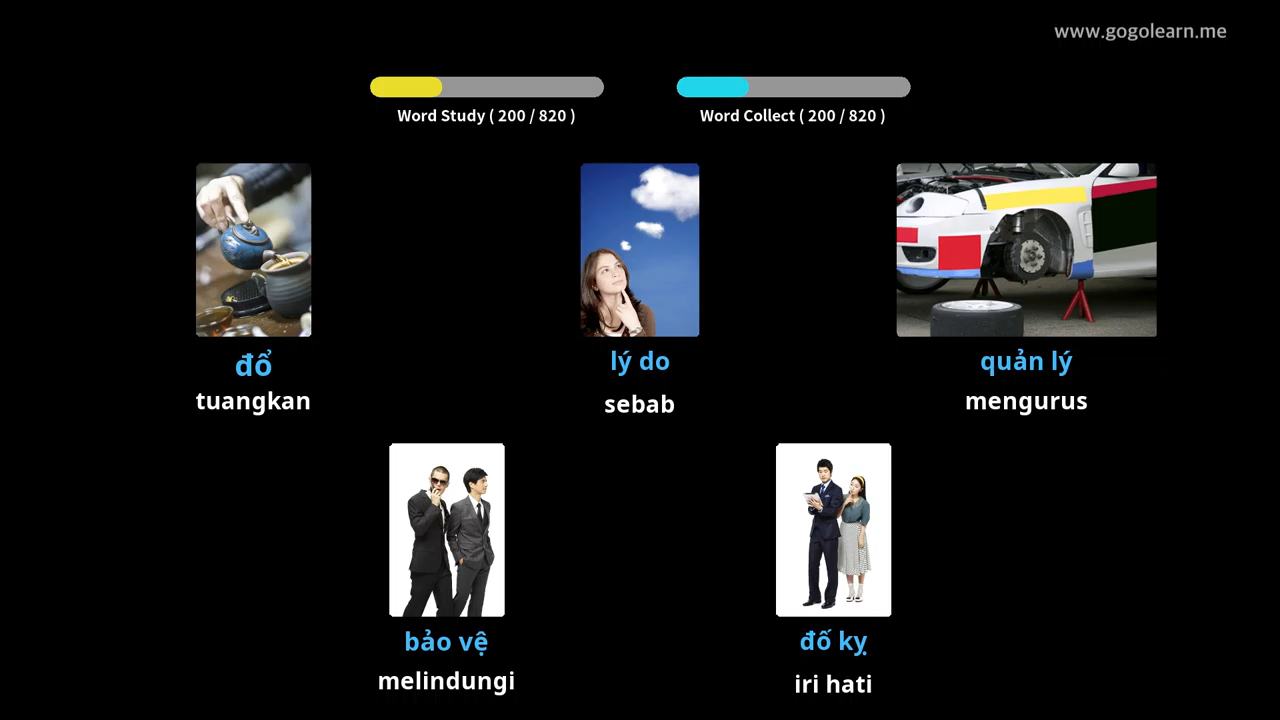 www.gogolearn.me
Word Study ( 200 / 820 )
Word Collect ( 200 / 820 )
đổ
tuangkan
lý do
sebab
quản lý
mengurus
bảo vệ
melindungi
đố kỵ
iri hati